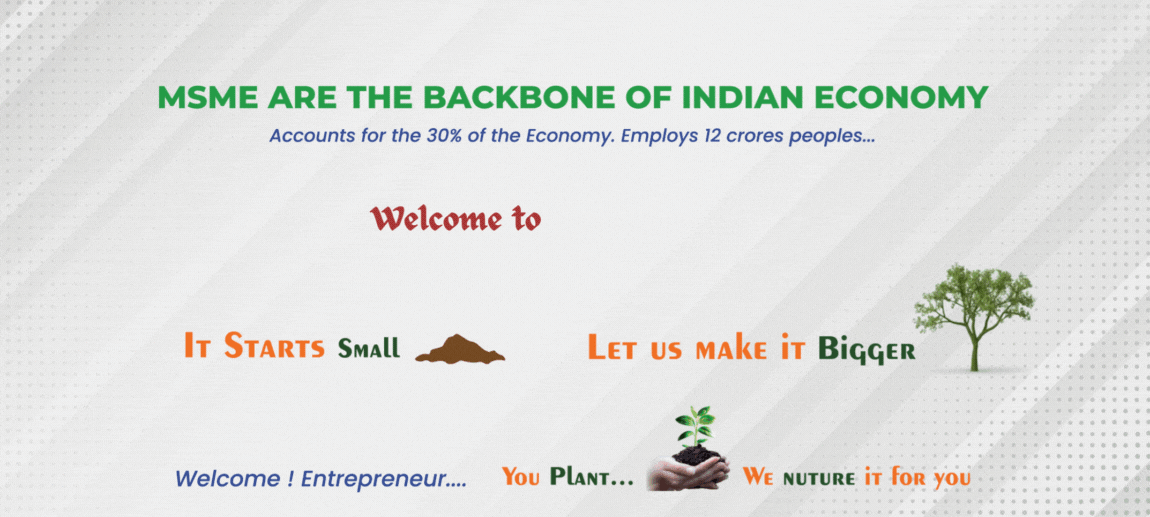 MSME ARE THE BACKBONE OF INDIAN ECONOMY
Accounts for the 30% of the Economy. Employs 12 crores peoples...
Welcome to
It Starts Small
Let us make it Bigger
Welcome ! Entrepreneur....
You Plant...
We nuture it for you